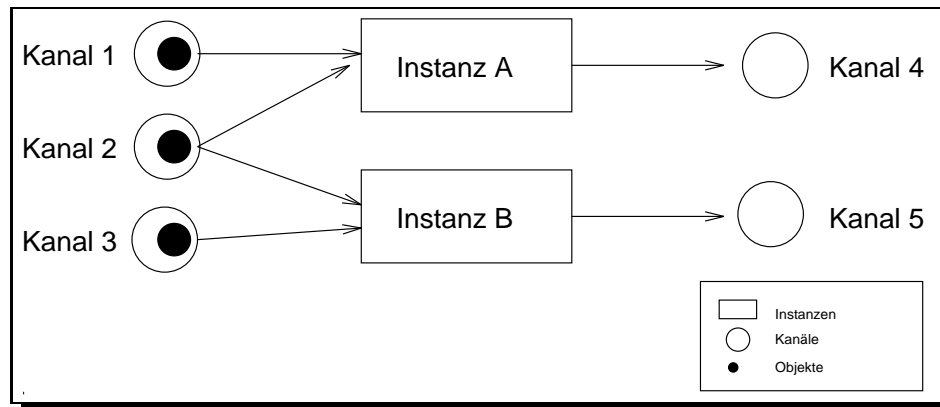 Kanal 1
Instanz A
Kanal 4
Kanal 2
Kanal 3
Instanz B
Kanal 5
Instanzen
Kanäle
Objekte